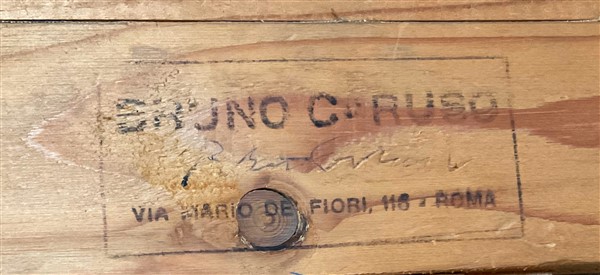 BRUNO CARUSO
VIA MARIO DE' FIORI, 116 - ROMA